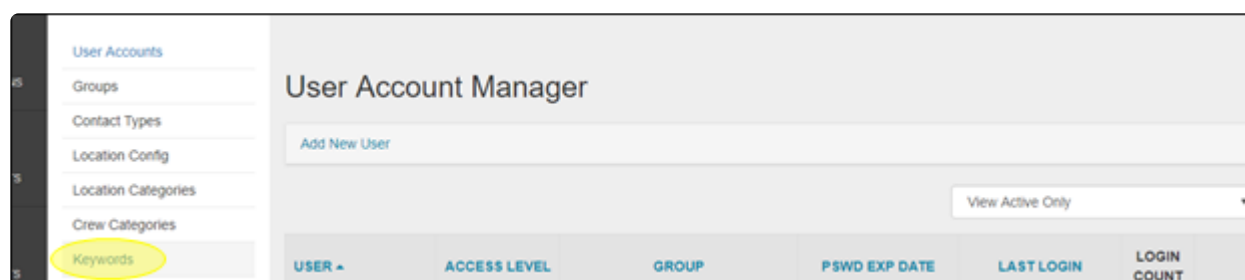 User Accounts
Groups
Contact Types
Location Config
Location Categories
Crew Categories
Keywords
User Account Manager
Add New User
View Active Only
USER ACCESS LEVEL GROUP PSWD EXP DATE LAST LOGIN LOGIN COUNT